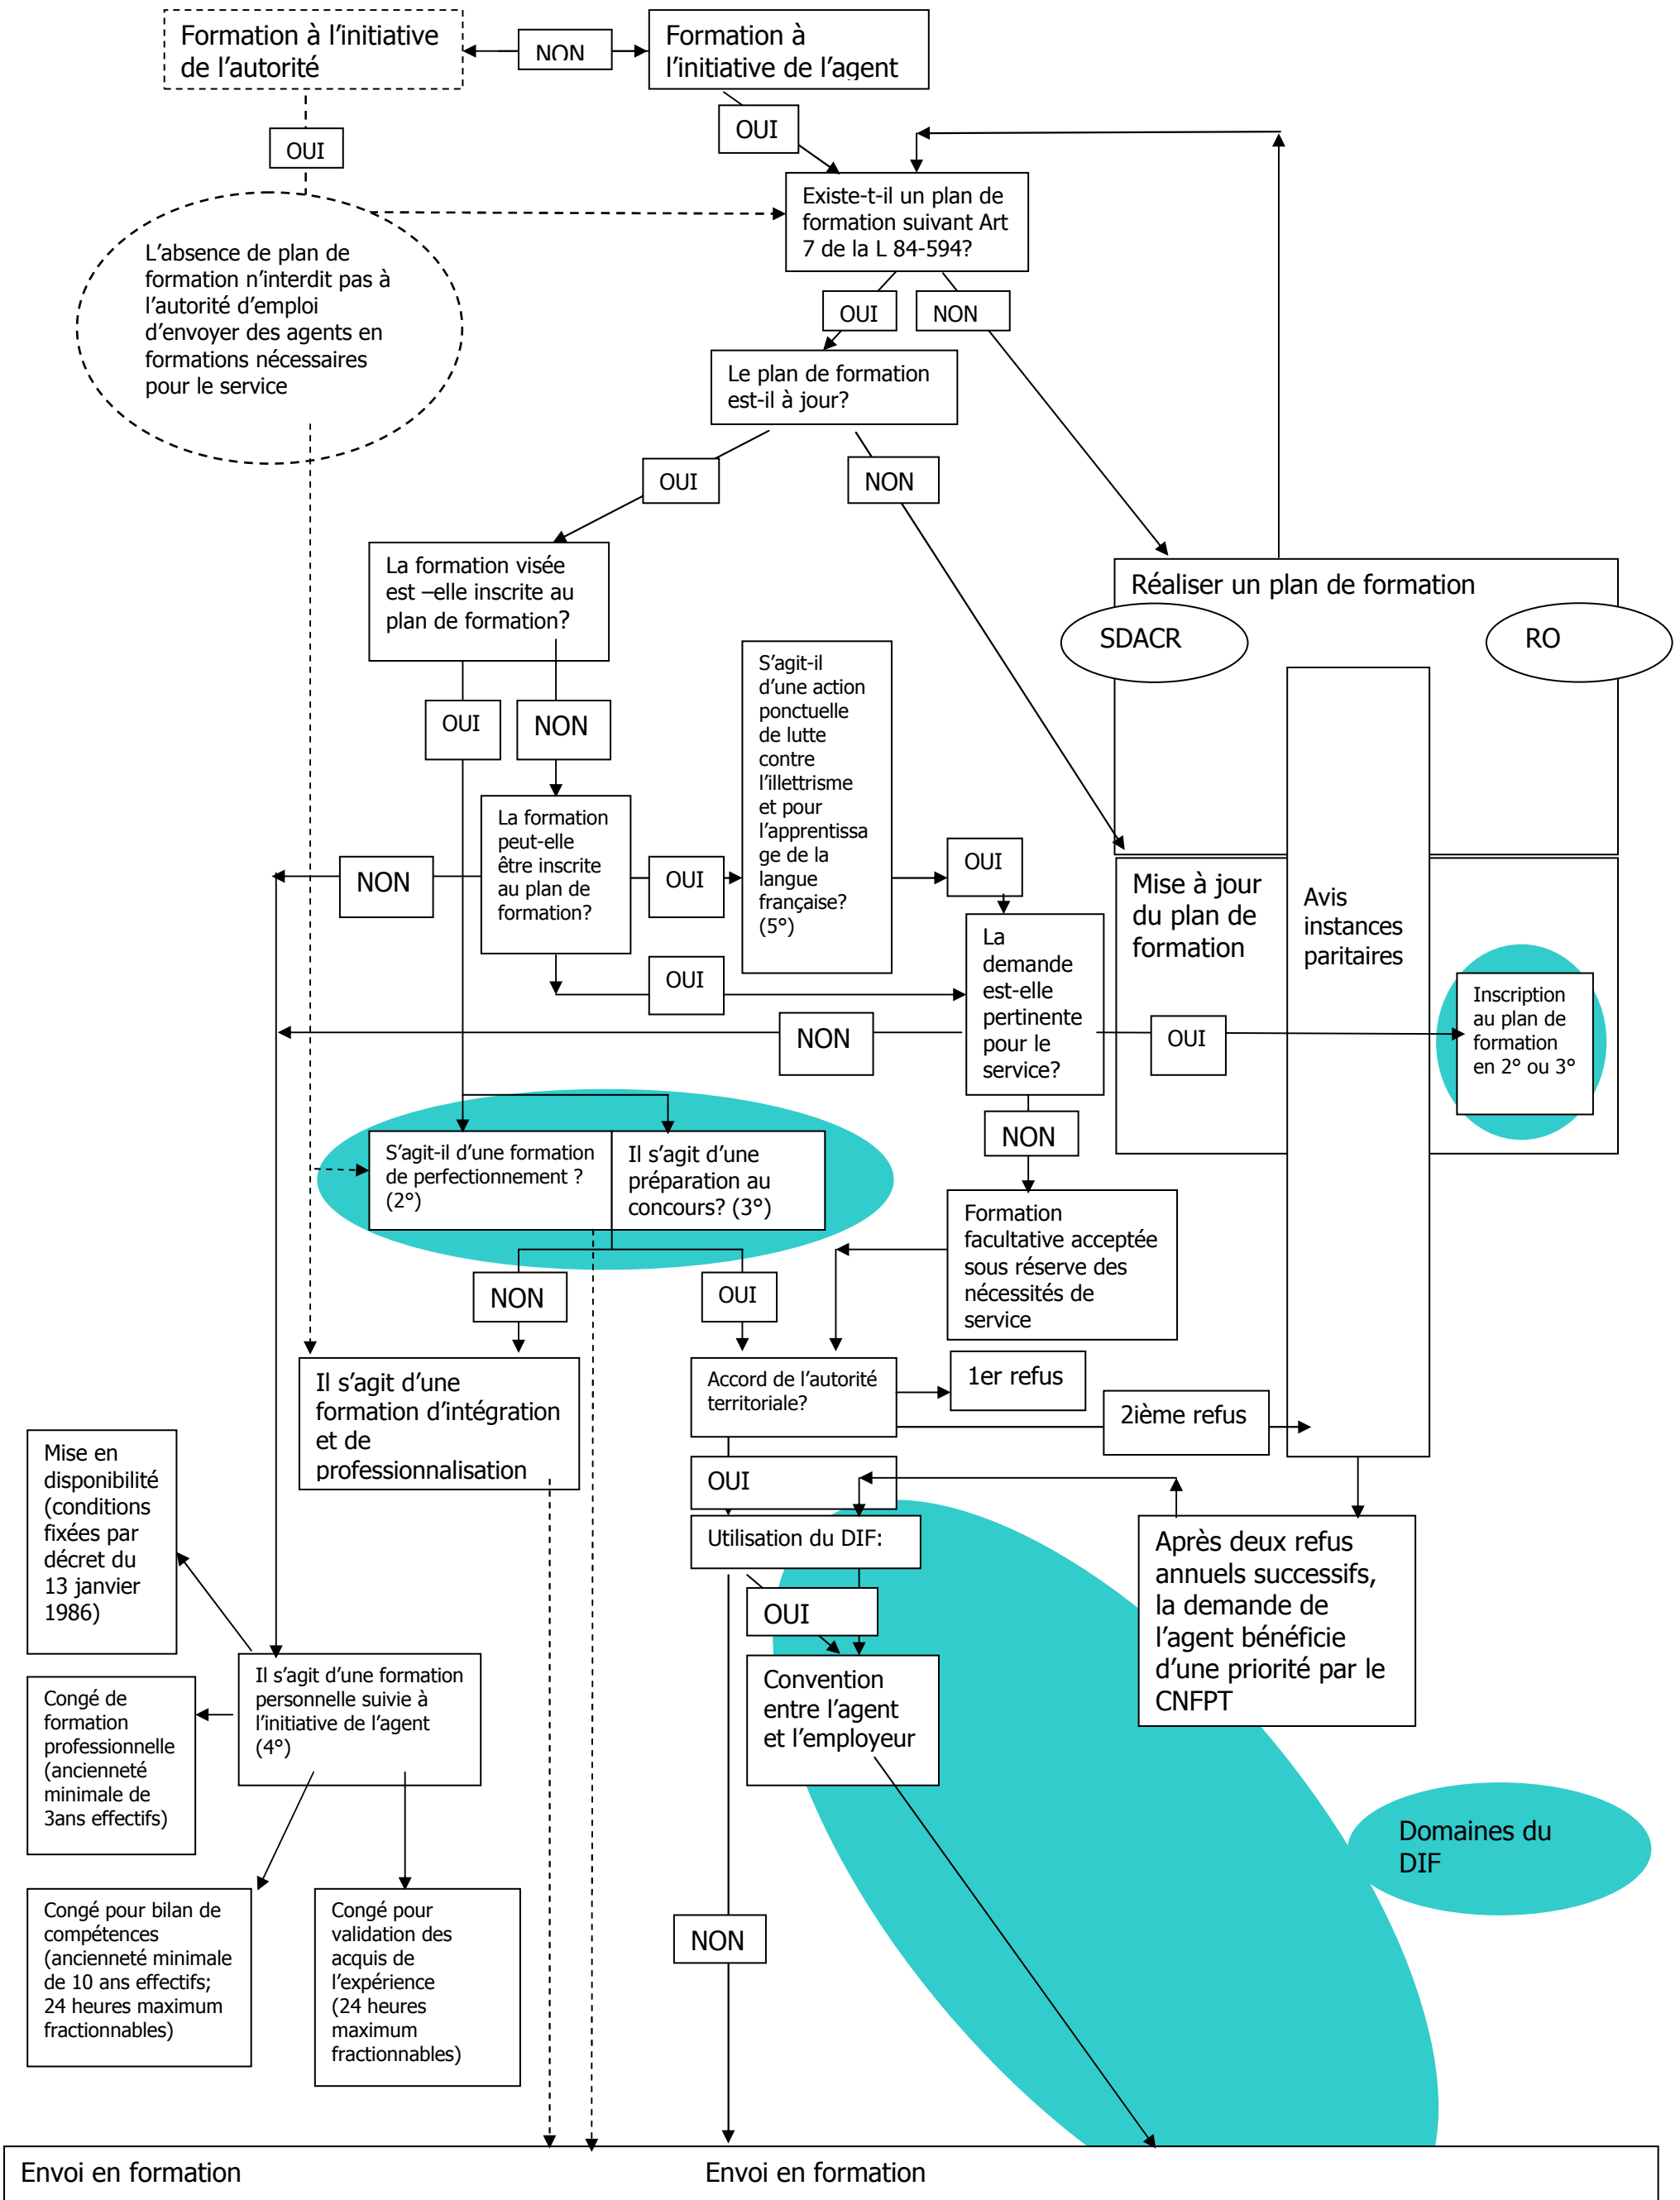 Formation à l'initiative
de l'autorité
NON
Formation à
l'initiative de l'agent
OUI
OUI
Existe-t-il un plan de
formation suivant Art
7 de la L 84-594?
L'absence de plan de
formation n'interdit pas à
l'autorité d'emploi
d'envoyer des agents en
formations nécessaires
pour le service
OUI
NON
Le plan de formation
est-il à jour?
OUI
NON
La formation visée
est –elle inscrite au
plan de formation?
Réaliser un plan de formation
SDACR
RO
S'agit-il
d'une action
ponctuelle
de lutte
contre
l'illettrisme
et pour
l'apprentissa
ge de la
langue
française?
(5°)
OUI
NON
La formation
peut-elle
être inscrite
au plan de
formation?
NON
OUI
OUI
Mise à jour
du plan de
formation
Avis
instances
paritaires
La
demande
est-elle
pertinente
pour le
service?
OUI
Inscription
au plan de
formation
en 2° ou 3°
NON
OUI
NON
S'agit-il d'une formation
de perfectionnement ?
(2°)
Il s'agit d'une
préparation au
concours? (3°)
Formation
facultative acceptée
sous réserve des
nécessités de
service
NON
OUI
Il s'agit d'une
formation d'intégration
et de
professionnalisation
Accord de l'autorité
territoriale?
1er refus
2ième refus
Mise en
disponibilité
(conditions
fixées par
décret du
13 janvier
1986)
OUI
Utilisation du DIF:
Après deux refus
annuels successifs,
la demande de
l'agent bénéficie
d'une priorité par le
CNFPT
OUI
Il s'agit d'une formation
personnelle suivie à
l'initiative de l'agent
(4°)
Convention
entre l'agent
et l'employeur
Congé de
formation
professionnelle
(ancienneté
minimale de
3ans effectifs)
Domaines du
DIF
Congé pour bilan de
compétences
(ancienneté minimale
de 10 ans effectifs;
24 heures maximum
fractionnables)
Congé pour
validation des
acquis de
l'expérience
(24 heures
maximum
fractionnables)
NON
Envoi en formation
Envoi en formation